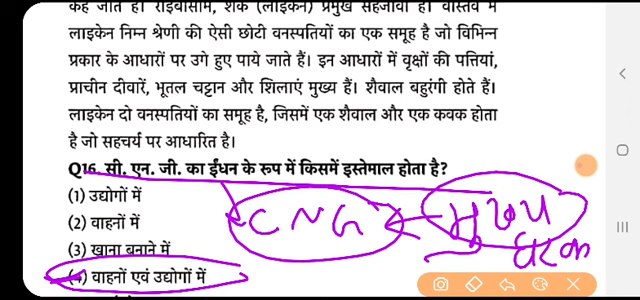 कहे जाते हैं। राइबोसोम, शैक (लाइकेन) प्रमुख सहजीवी हैं। वास्तव में
लाइकेन निम्न श्रेणी की ऐसी छोटी वनस्पतियों का एक समूह है जो विभिन्न
प्रकार के आधारों पर उगे हुए पाये जाते हैं। इन आधारों में वृक्षों की पत्तियां,
प्राचीन दीवारें, भूतल चट्टान और शिलाएं मुख्य हैं। शैवाल बहुरंगी होते हैं।
लाइकेन दो वनस्पतियों का समूह है, जिसमें एक शैवाल और एक कवक होता
है जो सहचर्य पर आधारित है।
Q16. सी. एन. जी. का ईंधन के रूप में किसमें इस्तेमाल होता है?
(1) उद्योगों में
(2) वाहनों में
CNG मुख्य
घटक
(3) खाना बनाने में
(4) वाहनों एवं उद्योगों में